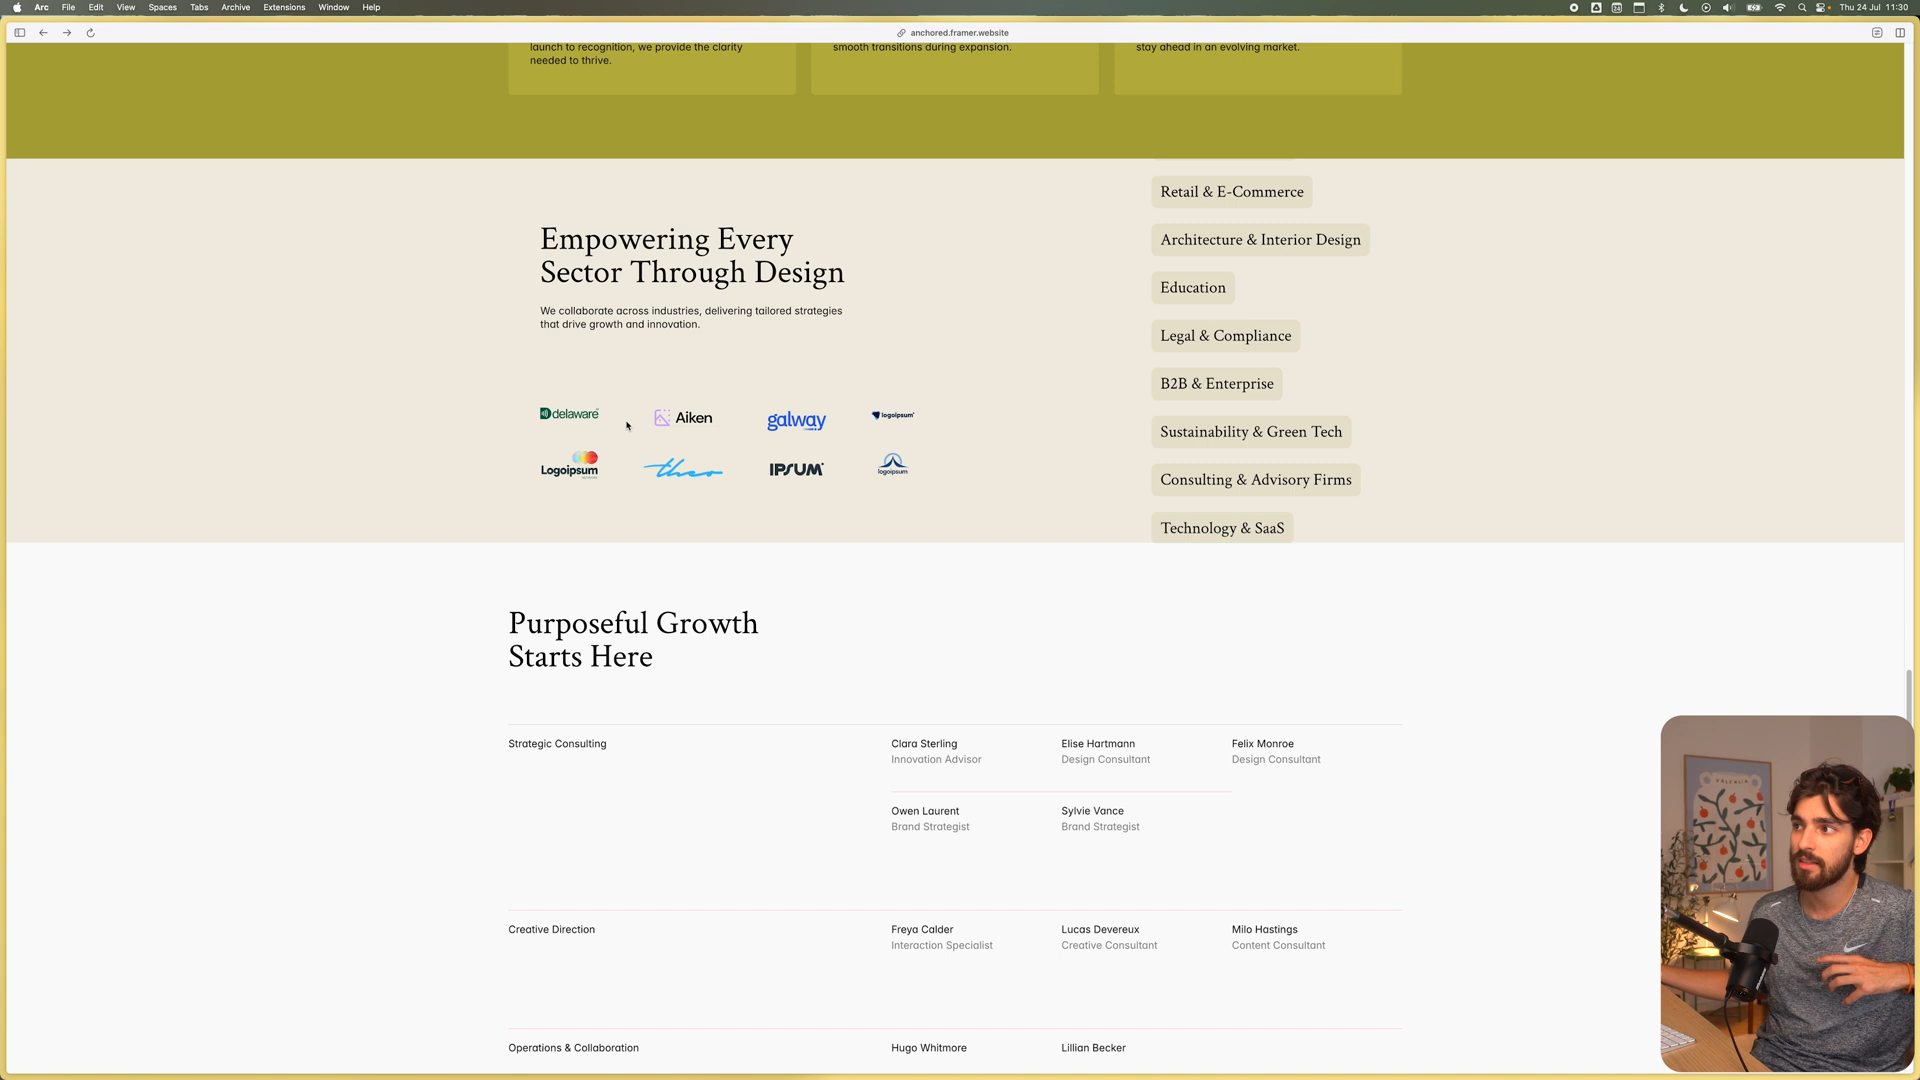 Arc File Edit View Spaces Tabs Archive Extensions Window Help
24
Thu 24 Jul 11:30
anchored.framer.website
launch to recognition, we provide the clarity
needed to thrive.
smooth transitions during expansion.
stay ahead in an evolving market.
Empowering Every
Sector Through Design
We collaborate across industries, delivering tailored strategies
that drive growth and innovation.
delaware
Aiken
galway
logoipsum
Logoipsum
theo
IPSUM
logoipsum
Retail & E-Commerce
Architecture & Interior Design
Education
Legal & Compliance
B2B & Enterprise
Sustainability & Green Tech
Consulting & Advisory Firms
Technology & SaaS
Purposeful Growth
Starts Here
Strategic Consulting
Clara Sterling
Innovation Advisor
Elise Hartmann
Design Consultant
Felix Monroe
Design Consultant
Owen Laurent
Brand Strategist
Sylvie Vance
Brand Strategist
Creative Direction
Freya Calder
Interaction Specialist
Lucas Devereux
Creative Consultant
Milo Hastings
Content Consultant
Operations & Collaboration
Hugo Whitmore
Lillian Becker
VALENCIA